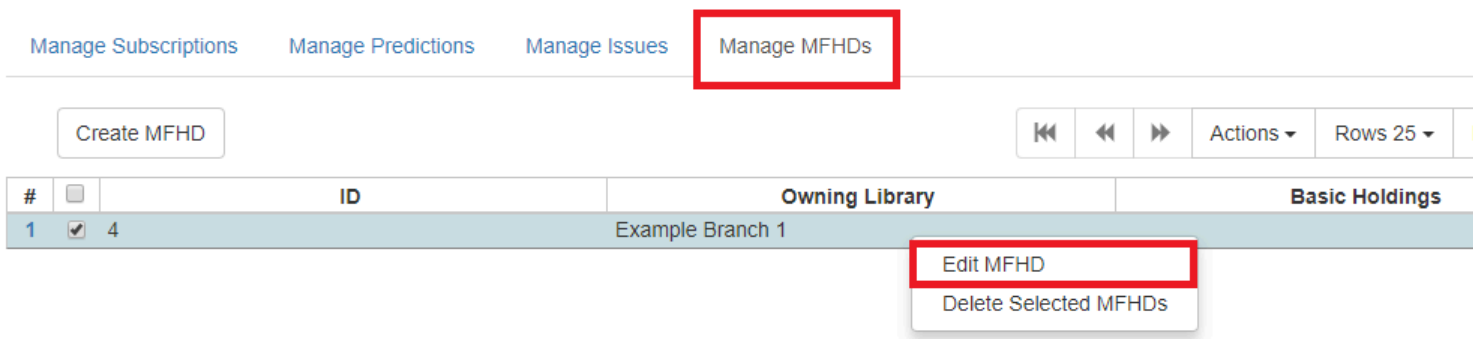 Manage Subscriptions Manage Predictions Manage Issues Manage MFHDs
Create MFHD Actions Rows 25
# ID Owning Library Basic Holdings
1 4 Example Branch 1
Edit MFHD
Delete Selected MFHDs